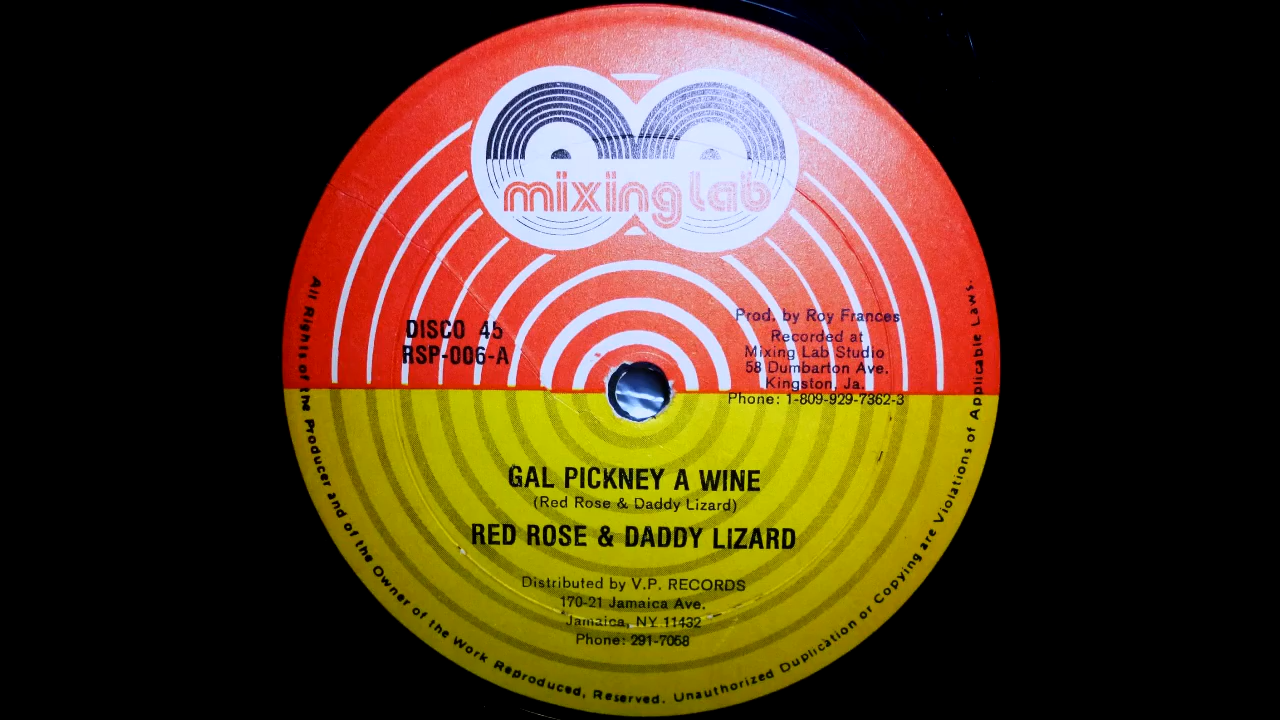 mixing lab
DISCO 45
RSP-006-A
Prod. by Roy Frances
Recorded at
Mixing Lab Studio
58 Dumbarton Ave.
Kingston, Ja.
Phone: 1-809-929-7362-3
GAL PICKNEY A WINE
(Red Rose & Daddy Lizard)
RED ROSE & DADDY LIZARD
Distributed by V.P. RECORDS
170-21 Jamaica Ave.
Jamaica, NY 11432
Phone: 291-7058
All Rights of the Producer and of the Owner of the Work Reproduced, Reserved. Unauthorized Duplication or Copying are Violations of Applicable Laws.